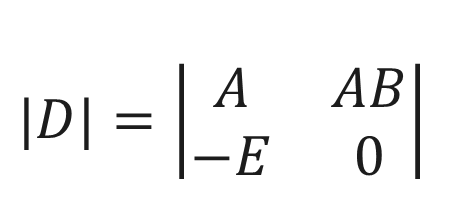 |D| = | A AB |
| −E 0 |